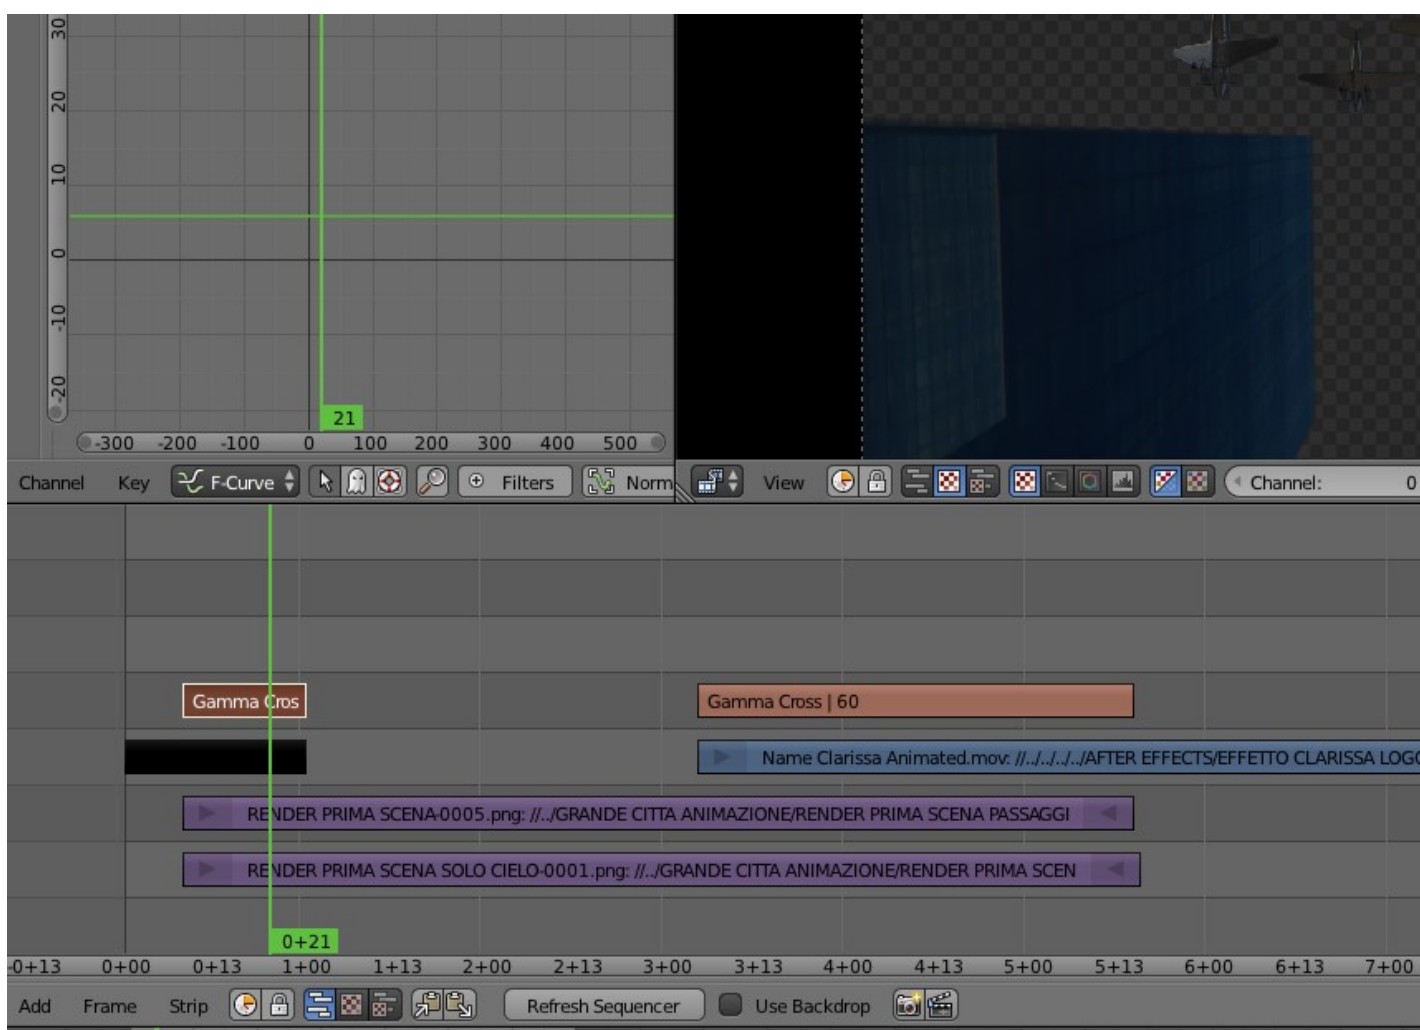 30
20
10
0
-10
-20
21
-300 -200 -100 0 100 200 300 400 500
Channel Key F-Curve Filters Norm
View Channel: 0
Gamma Cros
Gamma Cross | 60
Name Clarissa Animated.mov: //../../../../AFTER EFFECTS/EFFETTO CLARISSA LOGO
RENDER PRIMA SCENA-0005.png: //../GRANDE CITTA ANIMAZIONE/RENDER PRIMA SCENA PASSAGGI
RENDER PRIMA SCENA SOLO CIELO-0001.png: //../GRANDE CITTA ANIMAZIONE/RENDER PRIMA SCEN
0+21
-0+13 0+00 0+13 1+00 1+13 2+00 2+13 3+00 3+13 4+00 4+13 5+00 5+13 6+00 6+13 7+00
Add Frame Strip Refresh Sequencer Use Backdrop